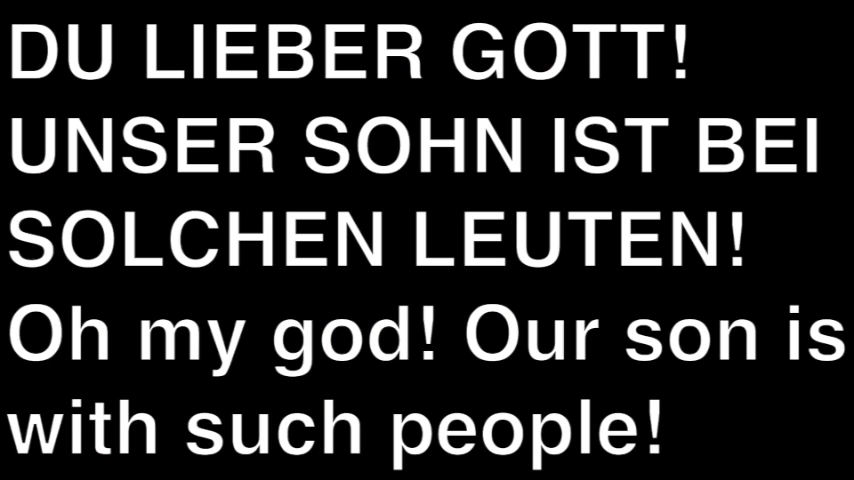 DU LIEBER GOTT!
UNSER SOHN IST BEI
SOLCHEN LEUTEN!
Oh my god! Our son is
with such people!